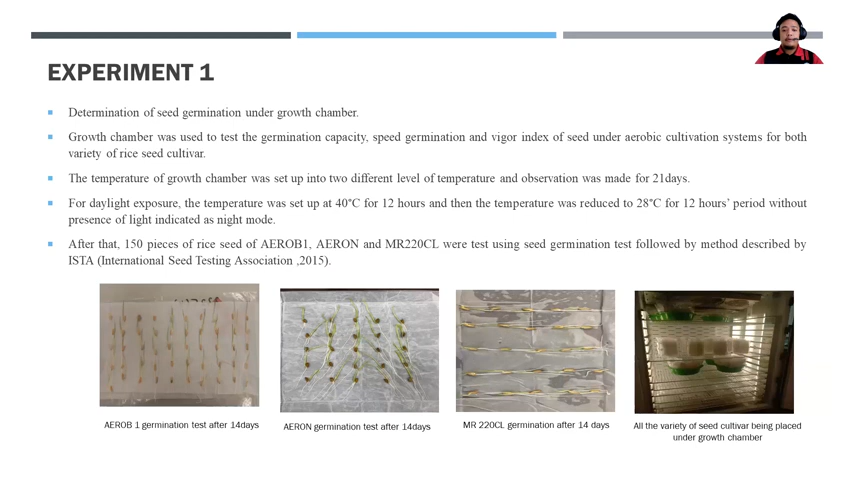 EXPERIMENT 1
Determination of seed germination under growth chamber.
Growth chamber was used to test the germination capacity, speed germination and vigor index of seed under aerobic cultivation systems for both
variety of rice seed cultivar.
The temperature of growth chamber was set up into two different level of temperature and observation was made for 21days.
For daylight exposure, the temperature was set up at 40°C for 12 hours and then the temperature was reduced to 28°C for 12 hours’ period without
presence of light indicated as night mode.
After that, 150 pieces of rice seed of AEROB1, AERON and MR220CL were test using seed germination test followed by method described by
ISTA (International Seed Testing Association ,2015).
AEROB 1 germination test after 14days
AERON germination test after 14days
MR 220CL germination after 14 days
All the variety of seed cultivar being placed
under growth chamber